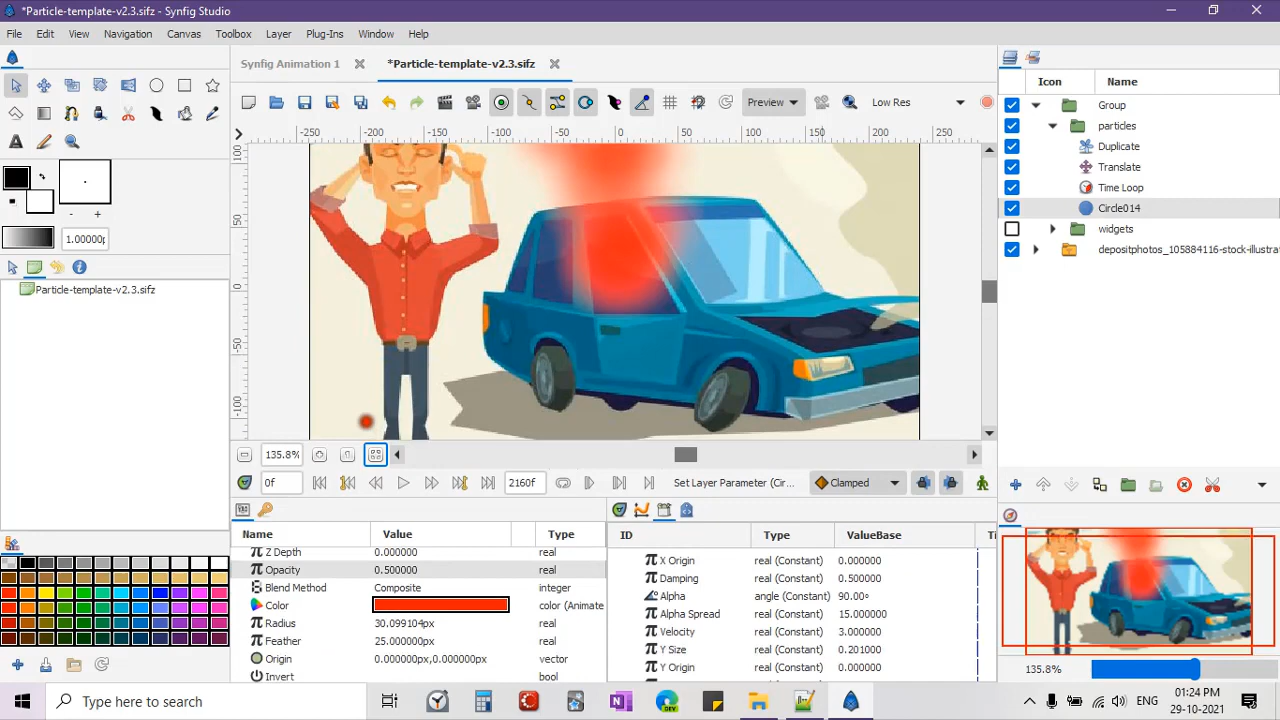 *Particle-template-v2.3.sifz - Synfig Studio
File Edit View Navigation Canvas Toolbox Layer Plug-Ins Window Help
Synfig Animation 1 *Particle-template-v2.3.sifz
Preview Low Res
-250 -200 -150 -100 -50 0 50 100 150 200 250
100
50
0
-50
-100
1.00000p
Particle-template-v2.3.sifz
Icon Name
Group
particles
Duplicate
Translate
Time Loop
Circle014
widgets
depositphotos_105884116-stock-illustra
135.8%
0f 2160f Set Layer Parameter (Cir... Clamped
Name Value Type
Z Depth 0.000000 real
Opacity 0.500000 real
Blend Method Composite integer
Color color (Animate
Radius 30.099104px real
Feather 25.000000px real
Origin 0.000000px,0.000000px vector
Invert bool
ID Type ValueBase Ti
X Origin real (Constant) 0.000000
Damping real (Constant) 0.500000
Alpha angle (Constant) 90.00°
Alpha Spread real (Constant) 15.000000
Velocity real (Constant) 3.000000
Y Size real (Constant) 0.201000
Y Origin real (Constant) 0.000000
135.8%
Type here to search
DEV
ENG
01:24 PM
29-10-2021